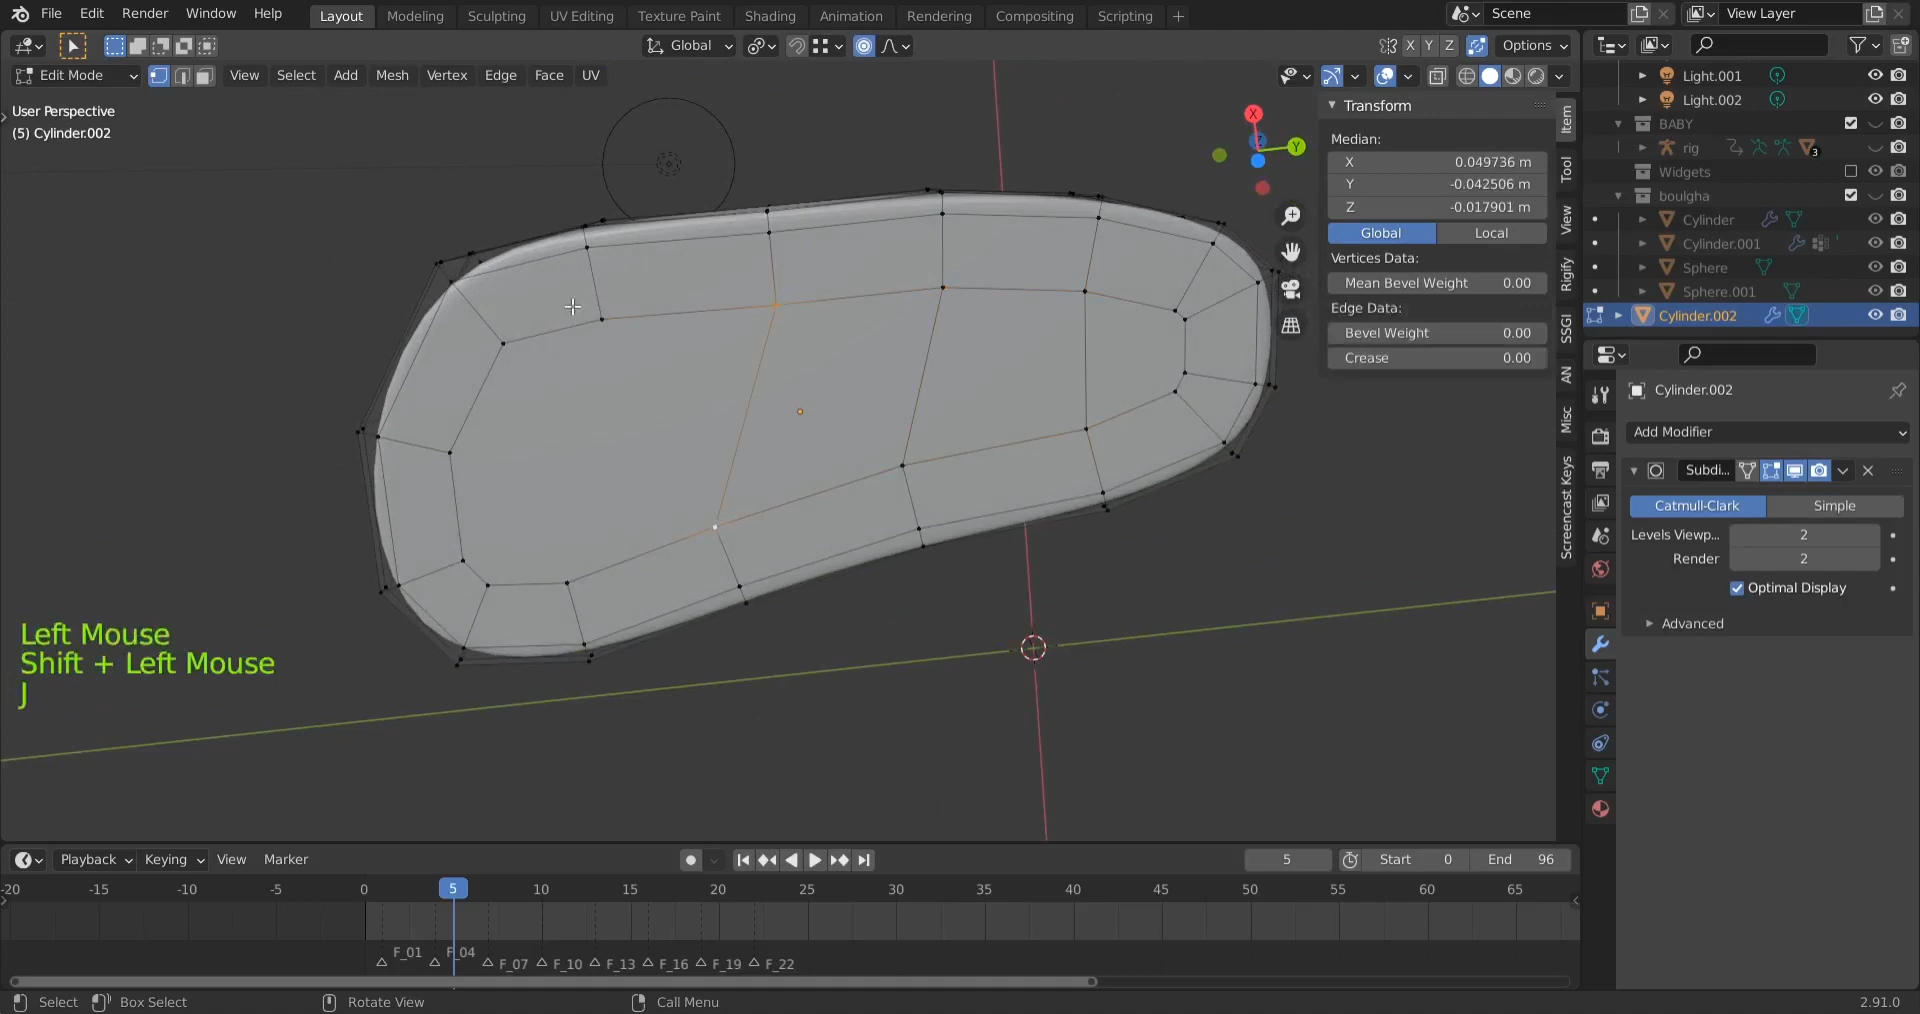 File Edit Render Window Help Layout Modeling Sculpting UV Editing Texture Paint Shading Animation Rendering Compositing Scripting + Scene View Layer
Global X Y Z Options
Edit Mode View Select Add Mesh Vertex Edge Face UV
User Perspective
(5) Cylinder.002
X
Y
Z
Transform
Median:
X 0.049736 m
Y -0.042506 m
Z -0.017901 m
Global Local
Vertices Data:
Mean Bevel Weight 0.00
Edge Data:
Bevel Weight 0.00
Crease 0.00
Item
Tool
View
Rigify
SSGI
AN
Misc
Screencast Keys
Light.001
Light.002
BABY
rig 3
Widgets
boulgha
Cylinder
Cylinder.001
Sphere
Sphere.001
Cylinder.002
Cylinder.002
Add Modifier
Subdi...
Catmull-Clark Simple
Levels Viewp... 2
Render 2
Optimal Display
Advanced
Left Mouse
Shift + Left Mouse
J
Playback Keying View Marker 5 Start 0 End 96
-20 -15 -10 -5 0 5 10 15 20 25 30 35 40 45 50 55 60 65
F_01 F_04 F_07 F_10 F_13 F_16 F_19 F_22
Select Box Select Rotate View Call Menu 2.91.0